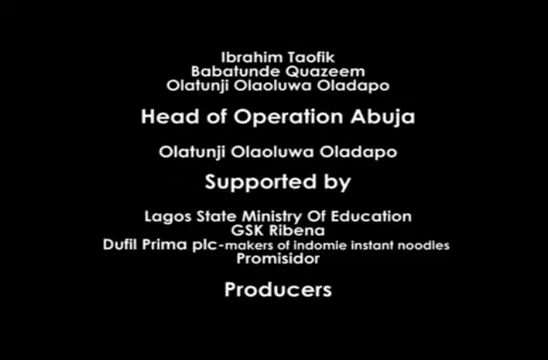 Ibrahim Taofik
Babatunde Quazeem
Olatunji Olaoluwa Oladapo
Head of Operation Abuja
Olatunji Olaoluwa Oladapo
Supported by
Lagos State Ministry Of Education
GSK Ribena
Dufil Prima plc-makers of indomie instant noodles
Promisidor
Producers